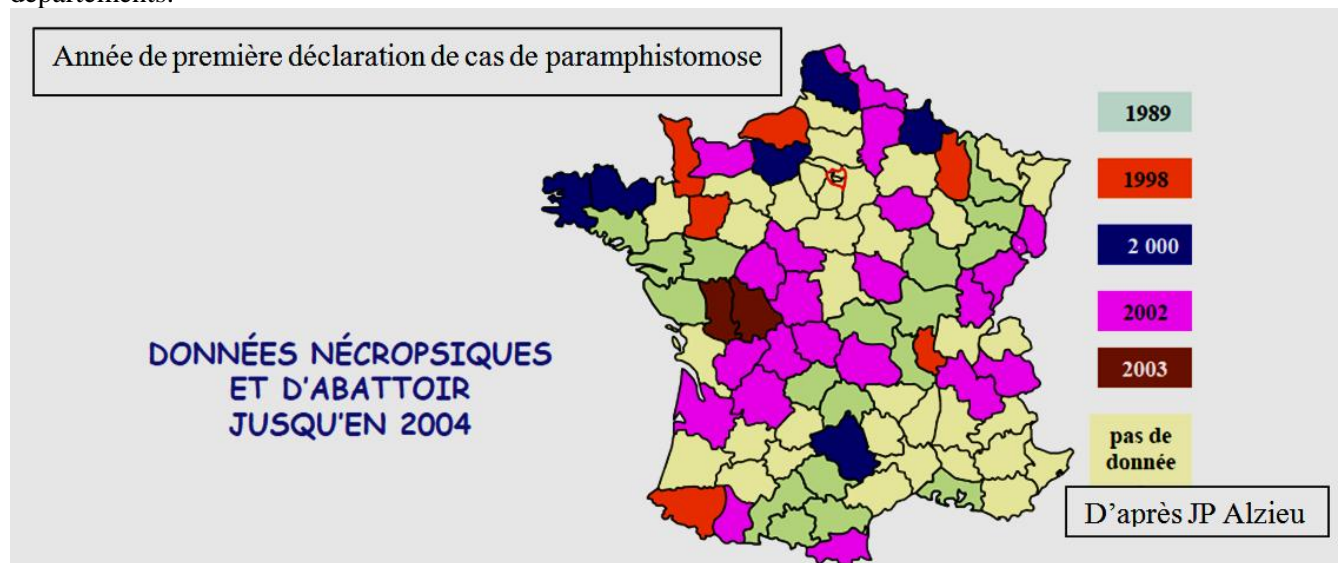 départements.
Année de première déclaration de cas de paramphistomose
1989
1998
2 000
2002
2003
pas de
donnée
DONNÉES NÉCROPSIQUES
ET D'ABATTOIR
JUSQU'EN 2004
D'après JP Alzieu